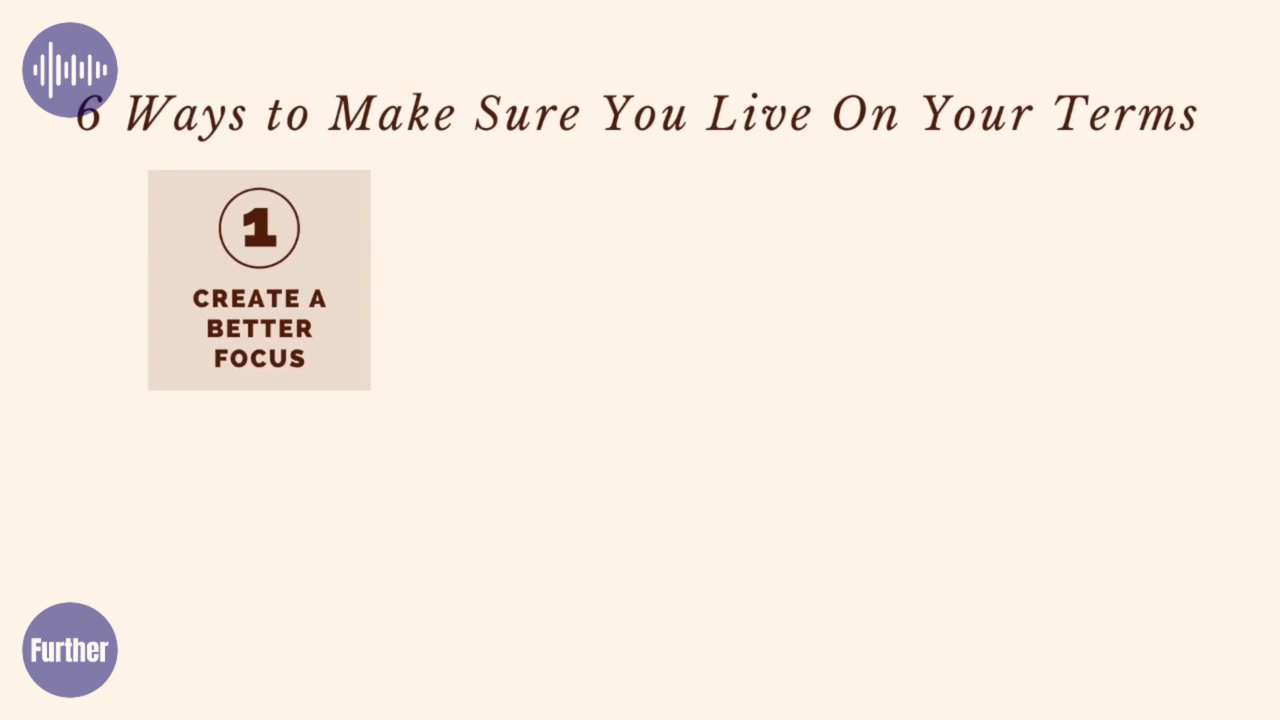 6 Ways to Make Sure You Live On Your Terms
1
CREATE A
BETTER
FOCUS
Further